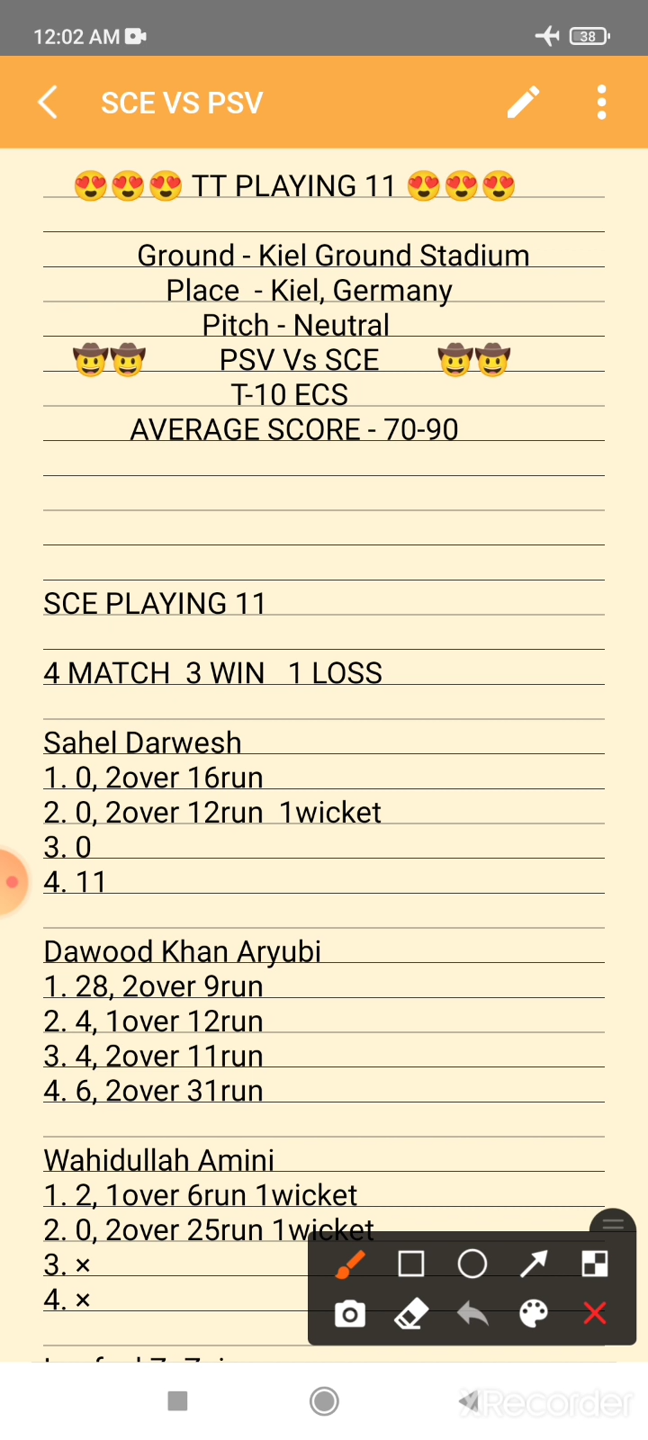 12:02 AM
38
SCE VS PSV
😍😍😍 TT PLAYING 11 😍😍😍
Ground - Kiel Ground Stadium
Place - Kiel, Germany
Pitch - Neutral
🤠🤠 PSV Vs SCE 🤠🤠
T-10 ECS
AVERAGE SCORE - 70-90
SCE PLAYING 11
4 MATCH 3 WIN 1 LOSS
Sahel Darwesh
1. 0, 2over 16run
2. 0, 2over 12run 1wicket
3. 0
4. 11
Dawood Khan Aryubi
1. 28, 2over 9run
2. 4, 1over 12run
3. 4, 2over 11run
4. 6, 2over 31run
Wahidullah Amini
1. 2, 1over 6run 1wicket
2. 0, 2over 25run 1wicket
3. ×
4. ×
XRecorder